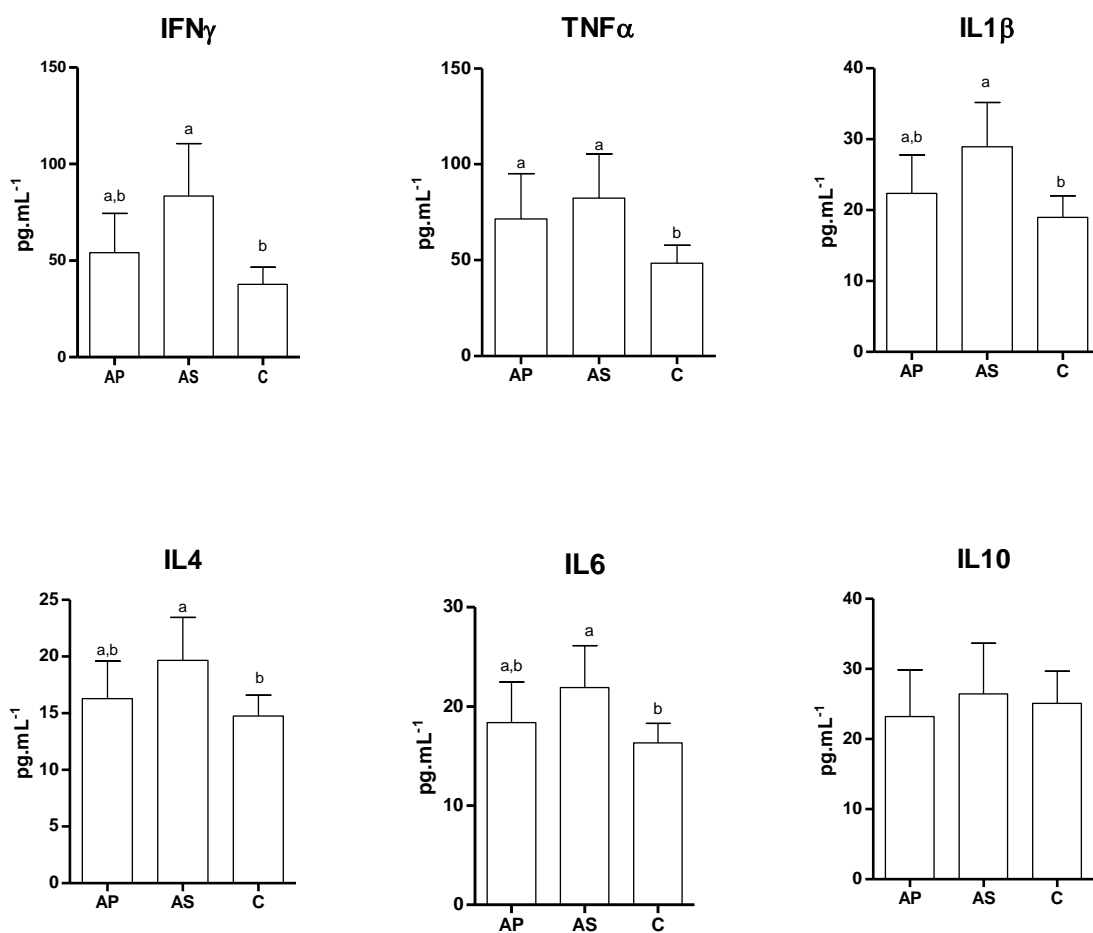 IFNγ
150
100
50
0
pg.mL⁻¹
a,b
a
b
AP AS C
TNFα
150
100
50
0
pg.mL⁻¹
a
a
b
AP AS C
IL1β
40
30
20
10
0
pg.mL⁻¹
a,b
a
b
AP AS C
IL4
25
20
15
10
5
0
pg.mL⁻¹
a,b
a
b
AP AS C
IL6
30
20
10
0
pg.mL⁻¹
a,b
a
b
AP AS C
IL10
40
30
20
10
0
pg.mL⁻¹
AP AS C